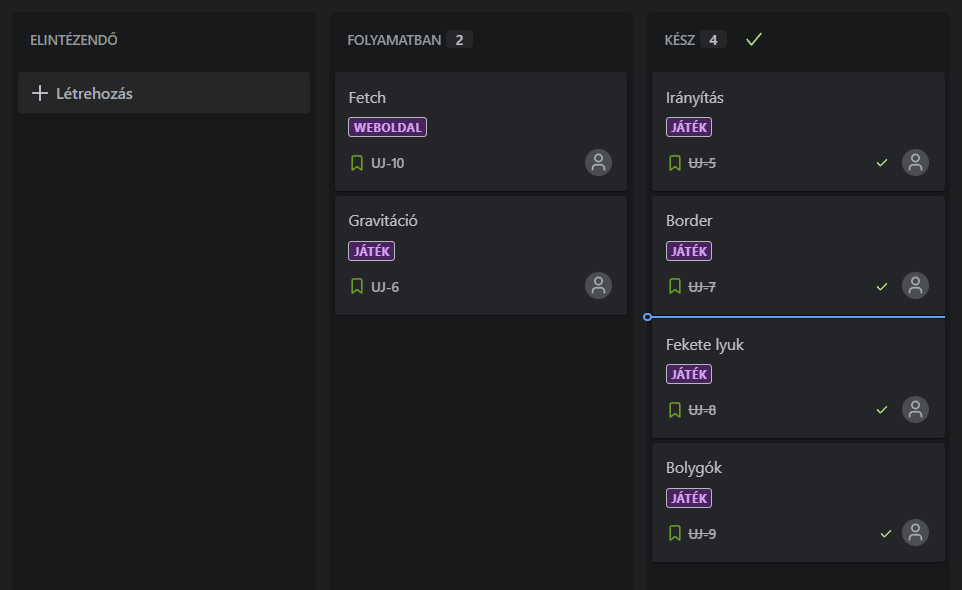 ELINTÉZENDŐ
Létrehozás
FOLYAMATBAN 2
Fetch
WEBOLDAL
UJ-10
Gravitáció
JÁTÉK
UJ-6
KÉSZ 4
Irányítás
JÁTÉK
UJ-5
Border
JÁTÉK
UJ-7
Fekete lyuk
JÁTÉK
UJ-8
Bolygók
JÁTÉK
UJ-9